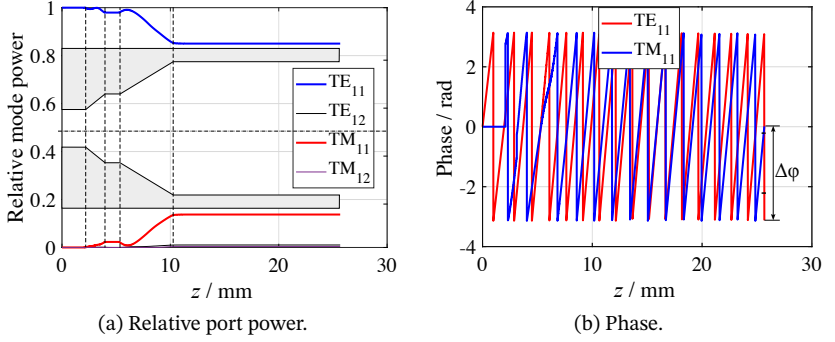 Relative mode power
1
0.8
0.6
0.4
0.2
0
0
10
20
30
z / mm
TE11
TE12
TM11
TM12
(a) Relative port power.
Phase / rad
4
2
0
-2
-4
0
10
20
30
z / mm
TE11
TM11
Δφ
(b) Phase.